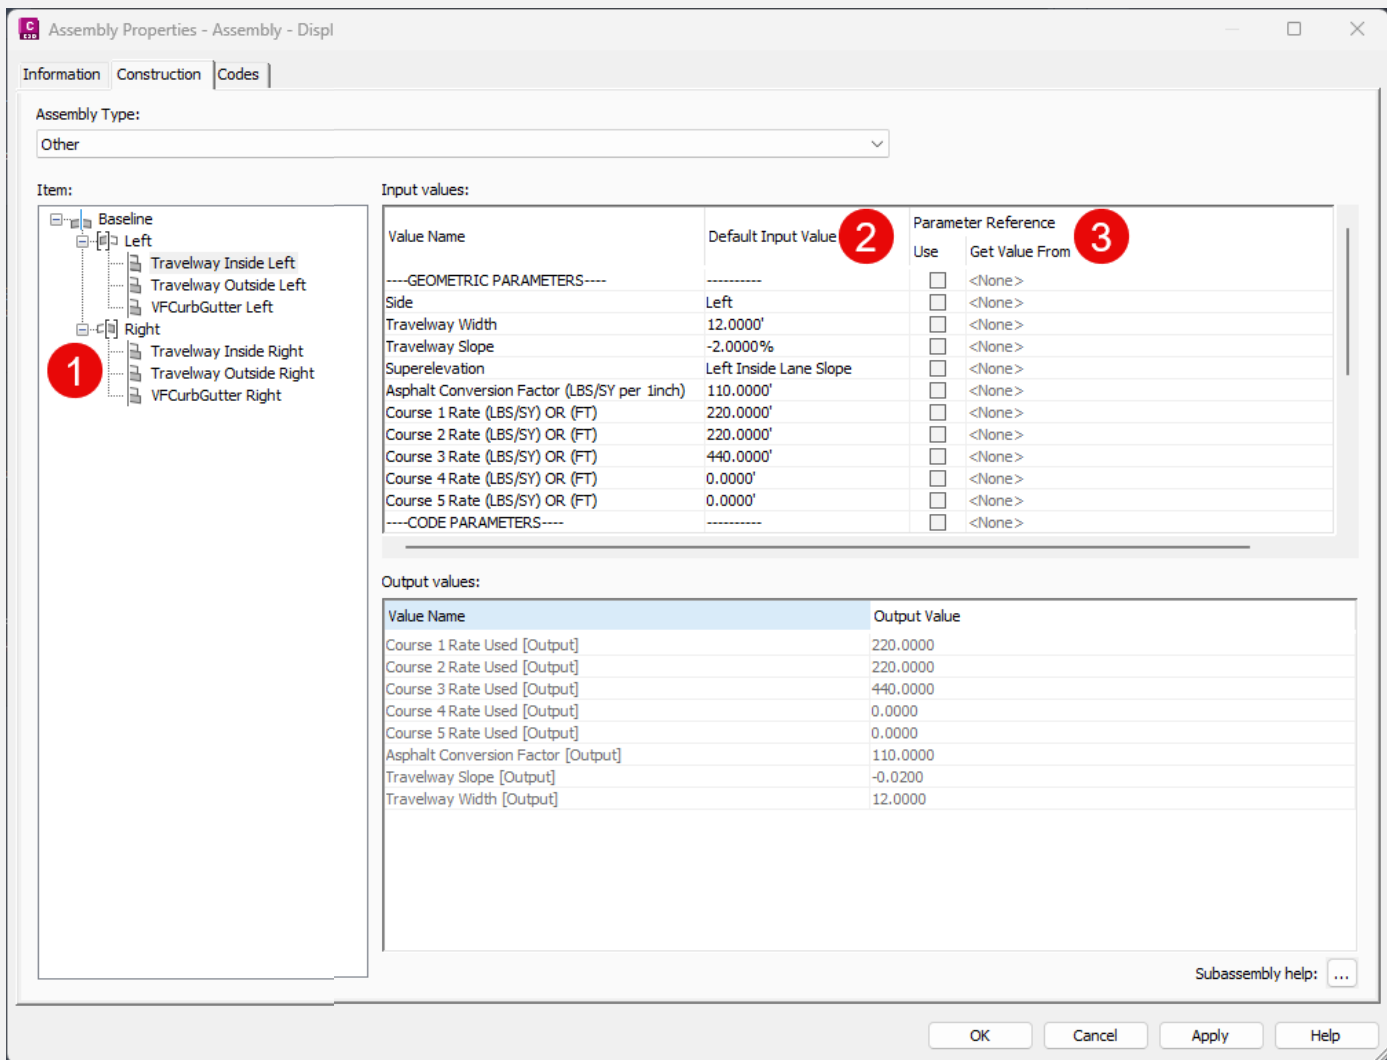 C
C3D
Assembly Properties - Assembly - Displ
Information Construction Codes
Assembly Type:
Other
Item:
Baseline
Left
Travelway Inside Left
Travelway Outside Left
VFCurbGutter Left
Right
Travelway Inside Right
Travelway Outside Right
VFCurbGutter Right
1
Input values:
Value Name Default Input Value 2 Parameter Reference 3
Use Get Value From
----GEOMETRIC PARAMETERS---- ---------- <None>
Side Left <None>
Travelway Width 12.0000' <None>
Travelway Slope -2.0000% <None>
Superelevation Left Inside Lane Slope <None>
Asphalt Conversion Factor (LBS/SY per 1inch) 110.0000' <None>
Course 1 Rate (LBS/SY) OR (FT) 220.0000' <None>
Course 2 Rate (LBS/SY) OR (FT) 220.0000' <None>
Course 3 Rate (LBS/SY) OR (FT) 440.0000' <None>
Course 4 Rate (LBS/SY) OR (FT) 0.0000' <None>
Course 5 Rate (LBS/SY) OR (FT) 0.0000' <None>
----CODE PARAMETERS---- ---------- <None>
Output values:
Value Name Output Value
Course 1 Rate Used [Output] 220.0000
Course 2 Rate Used [Output] 220.0000
Course 3 Rate Used [Output] 440.0000
Course 4 Rate Used [Output] 0.0000
Course 5 Rate Used [Output] 0.0000
Asphalt Conversion Factor [Output] 110.0000
Travelway Slope [Output] -0.0200
Travelway Width [Output] 12.0000
Subassembly help: ...
OK Cancel Apply Help